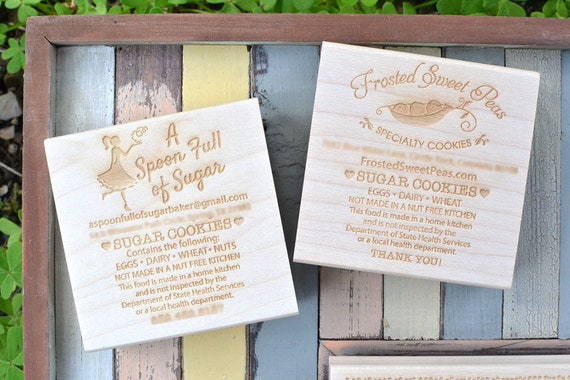 A
Spoon Full
of Sugar
aspoonfullofsugarbaker@gmail.com
SUGAR COOKIES
Contains the following:
EGGS • DAIRY • WHEAT • NUTS
NOT MADE IN A NUT FREE KITCHEN
This food is made in a home kitchen
and is not inspected by the
Department of State Health Services
or a local health department.
Frosted Sweet Peas
SPECIALTY COOKIES
FrostedSweetPeas.com
SUGAR COOKIES
EGGS • DAIRY • WHEAT
NOT MADE IN A NUT FREE KITCHEN
This food is made in a home kitchen
and is not inspected by the
Department of State Health Services
or a local health department.
THANK YOU!